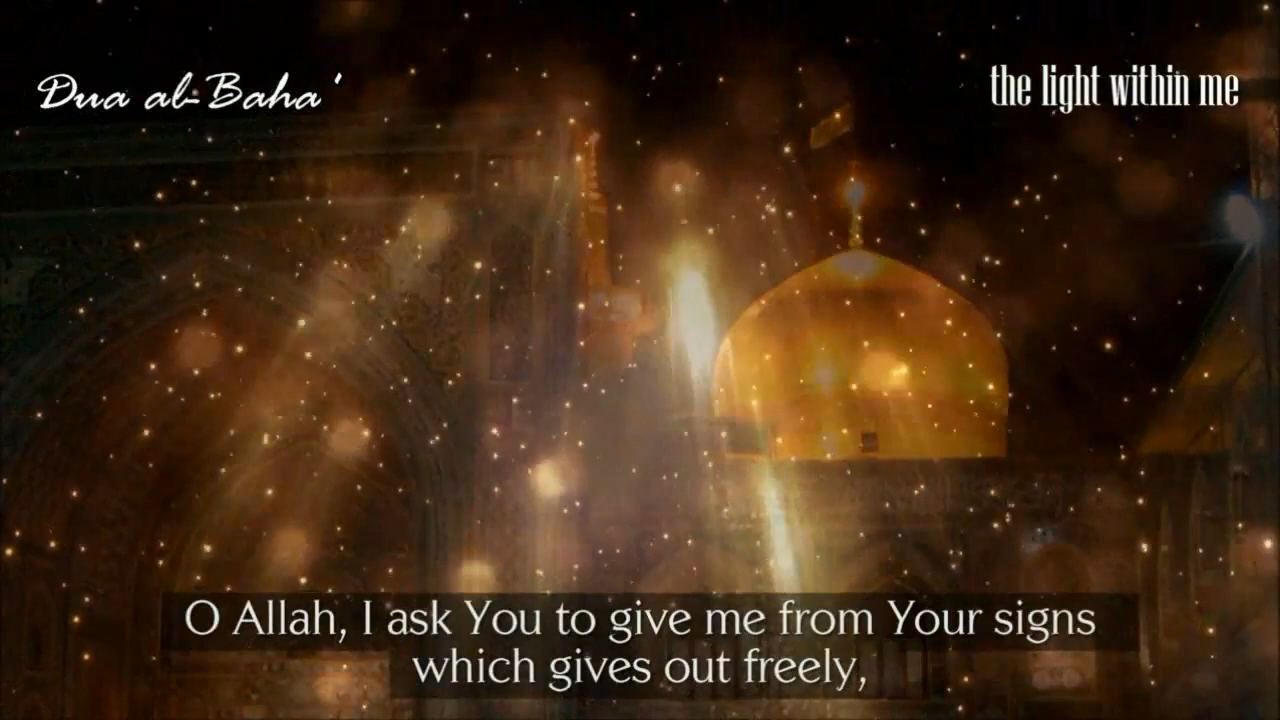 Dua al-Baha'
the light within me
O Allah, I ask You to give me from Your signs
which gives out freely,